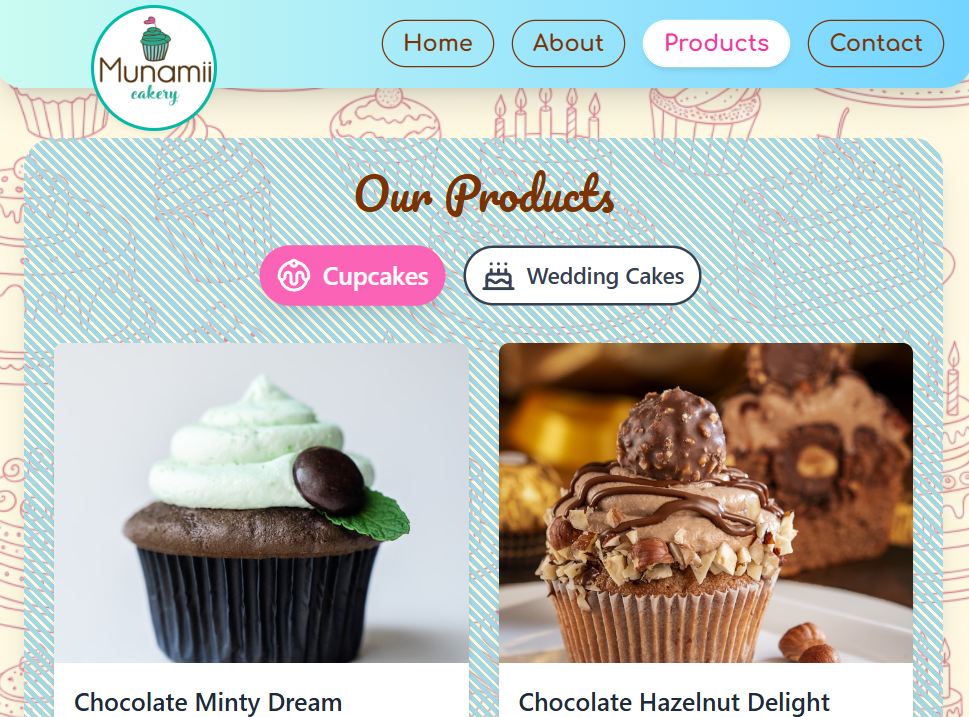 Munamii
cakery
Home
About
Products
Contact
Our Products
Cupcakes
Wedding Cakes
Chocolate Minty Dream
Chocolate Hazelnut Delight